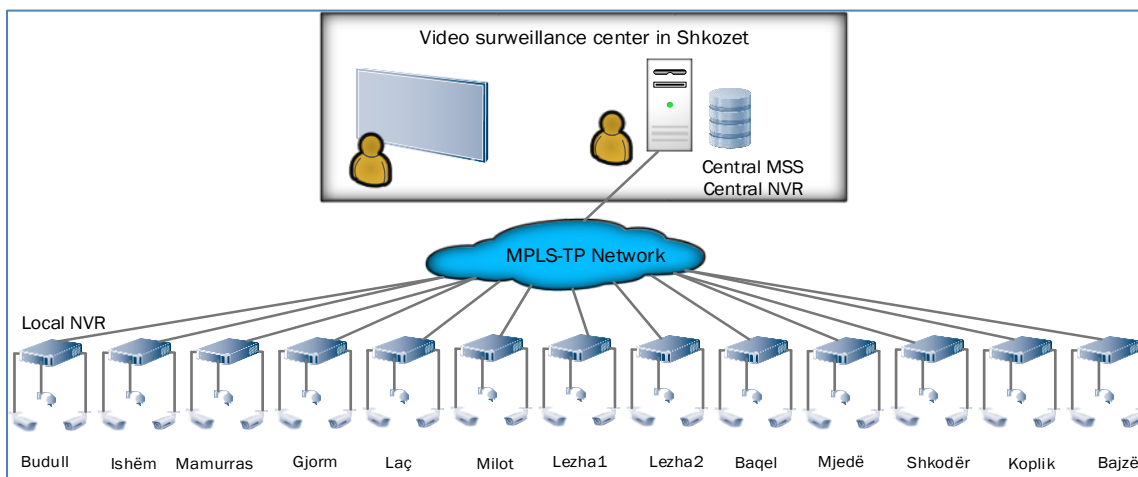 Video surweillance center in Shkozet
Central MSS
Central NVR
MPLS-TP Network
Local NVR
Budull Ishëm Mamurras Gjorm Laç Milot Lezha1 Lezha2 Baqel Mjedë Shkodër Koplik Bajzë